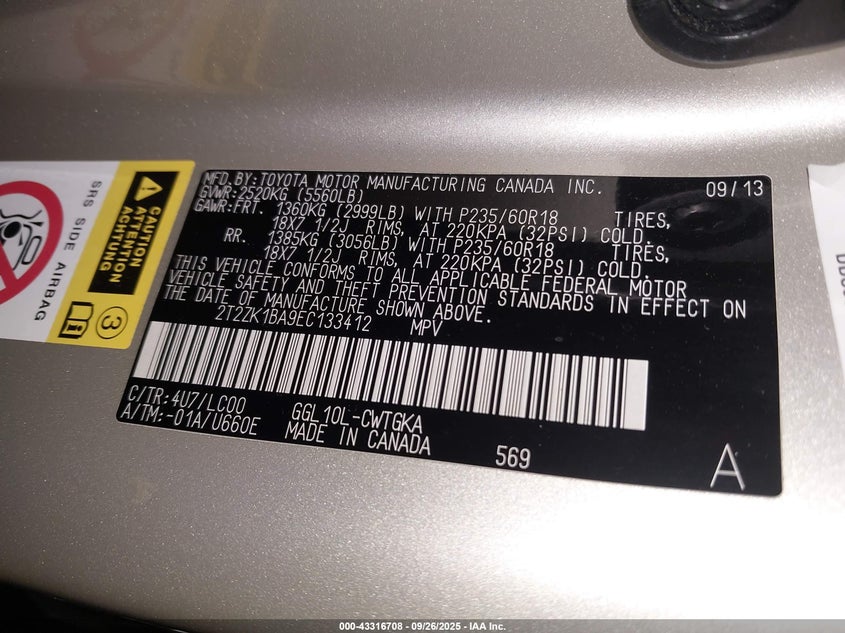 MFD.BY:TOYOTA MOTOR MANUFACTURING CANADA INC. 09/13
GVWR:2520KG (5560LB)
GAWR:FRT. 1360KG (2999LB) WITH P235/60R18 TIRES,
18X7 1/2J RIMS, AT 220KPA (32PSI) COLD.
RR. 1385KG (3056LB) WITH P235/60R18 TIRES,
18X7 1/2J RIMS, AT 220KPA (32PSI) COLD.
THIS VEHICLE CONFORMS TO ALL APPLICABLE FEDERAL MOTOR
VEHICLE SAFETY AND THEFT PREVENTION STANDARDS IN EFFECT ON
THE DATE OF MANUFACTURE SHOWN ABOVE.
2T2ZK1BA9EC133412 MPV
C/TR:4U7/LC00 GGL10L-CWTGKA
A/TM:-01A/U660E MADE IN CANADA
569
A
CAUTION
ATTENTION
ACHTUNG
SRS SIDE AIRBAG
3
000-43316708 - 09/26/2025 - IAA Inc.